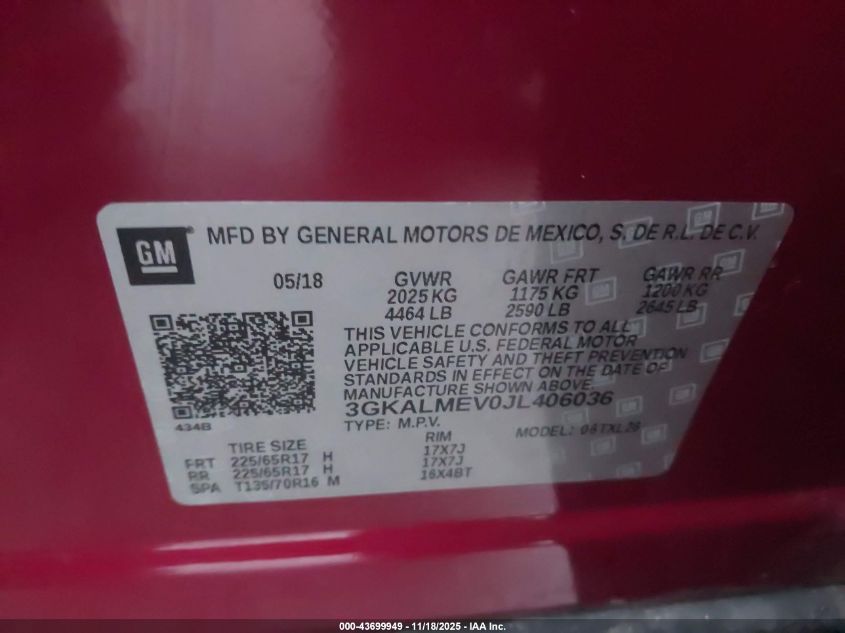 GM
MFD BY GENERAL MOTORS DE MEXICO, S. DE R.L. DE C.V.
05/18 GVWR GAWR FRT GAWR RR
2025 KG 1175 KG 1200 KG
4464 LB 2590 LB 2645 LB
THIS VEHICLE CONFORMS TO ALL
APPLICABLE U.S. FEDERAL MOTOR
VEHICLE SAFETY AND THEFT PREVENTION
STANDARDS IN EFFECT ON THE DATE OF
MANUFACTURE SHOWN ABOVE.
3GKALMEV0JL406036
434B
TYPE: M.P.V. MODEL: 06TXL26
TIRE SIZE RIM
FRT 225/65R17 H 17X7J
RR 225/65R17 H 17X7J
SPA T135/70R16 M 16X4BT
000-43699949 - 11/18/2025 - IAA Inc.